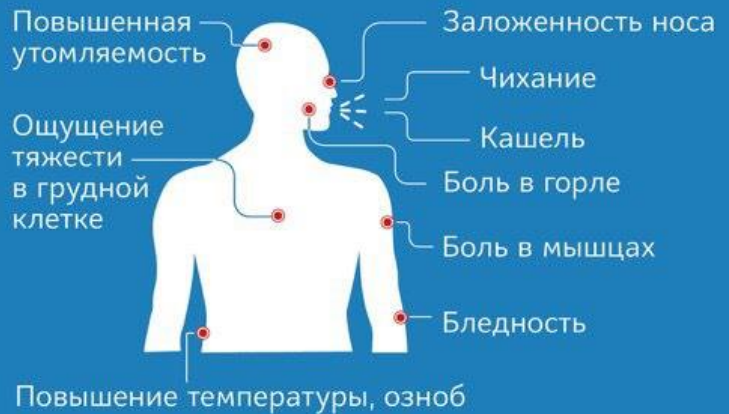 Повышенная
утомляемость
Ощущение
тяжести
в грудной
клетке
Заложенность носа
Чихание
Кашель
Боль в горле
Боль в мышцах
Бледность
Повышение температуры, озноб